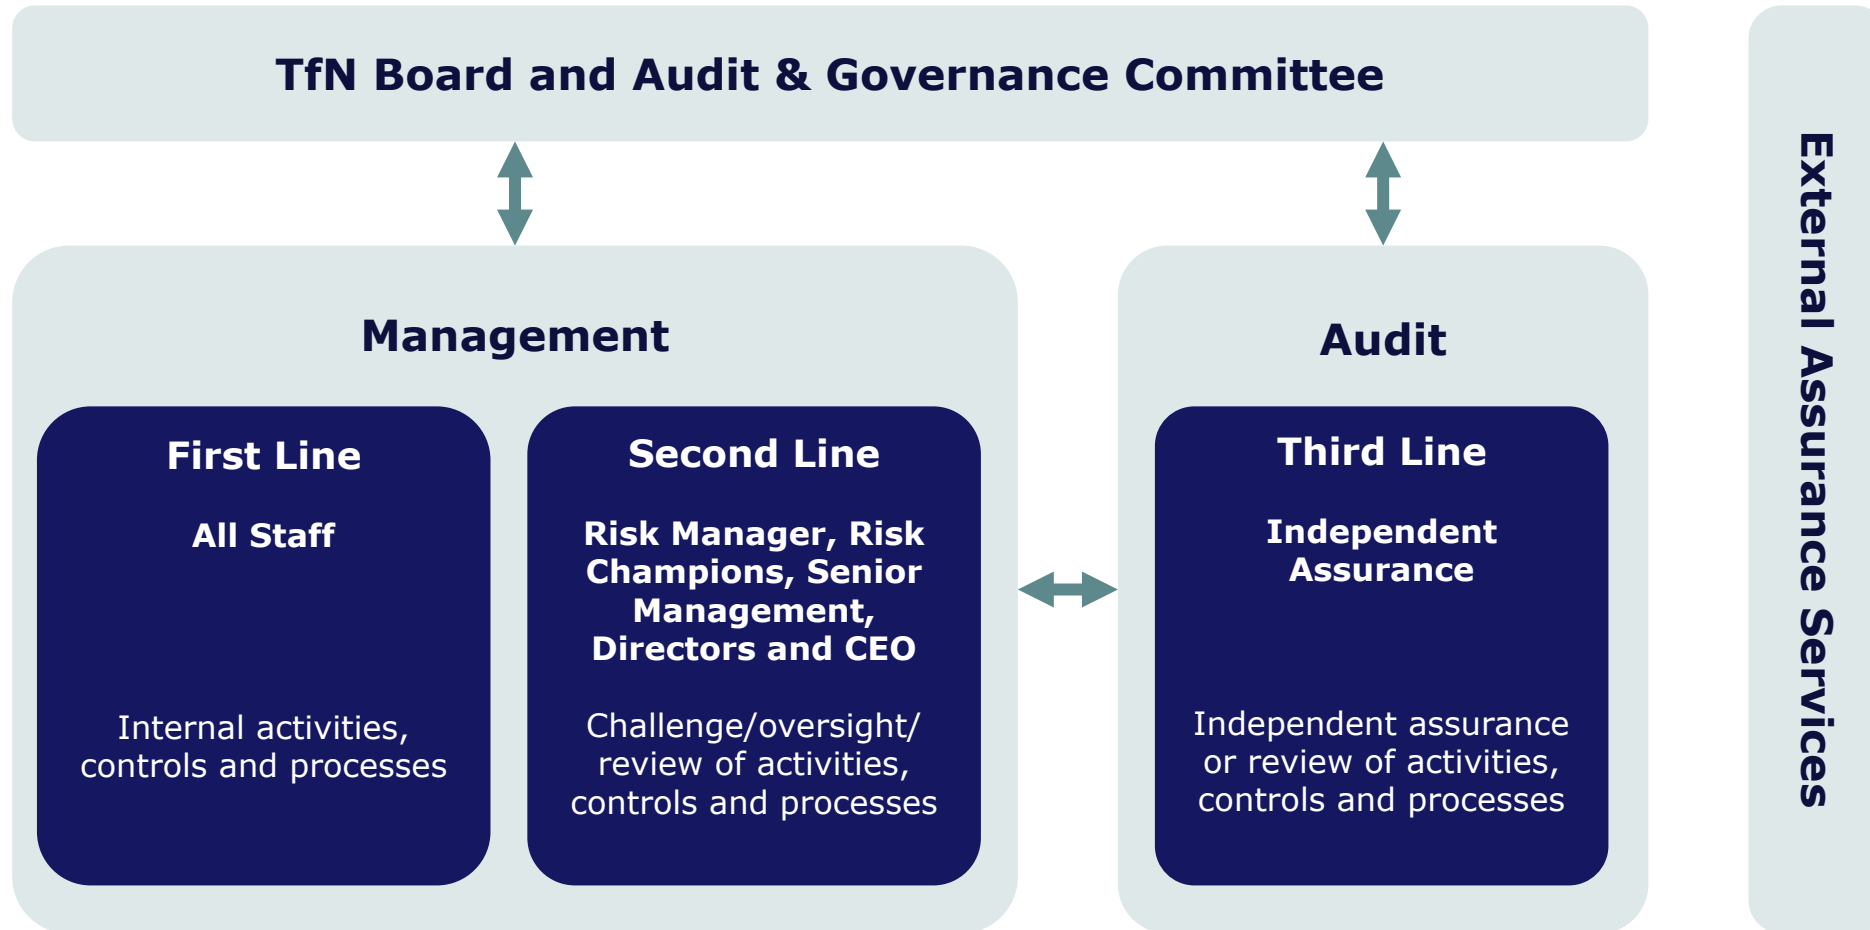 TfN Board and Audit & Governance Committee
Management
First Line
All Staff
Internal activities,
controls and processes
Second Line
Risk Manager, Risk
Champions, Senior
Management,
Directors and CEO
Challenge/oversight/
review of activities,
controls and processes
Audit
Third Line
Independent
Assurance
Independent assurance
or review of activities,
controls and processes
External Assurance Services